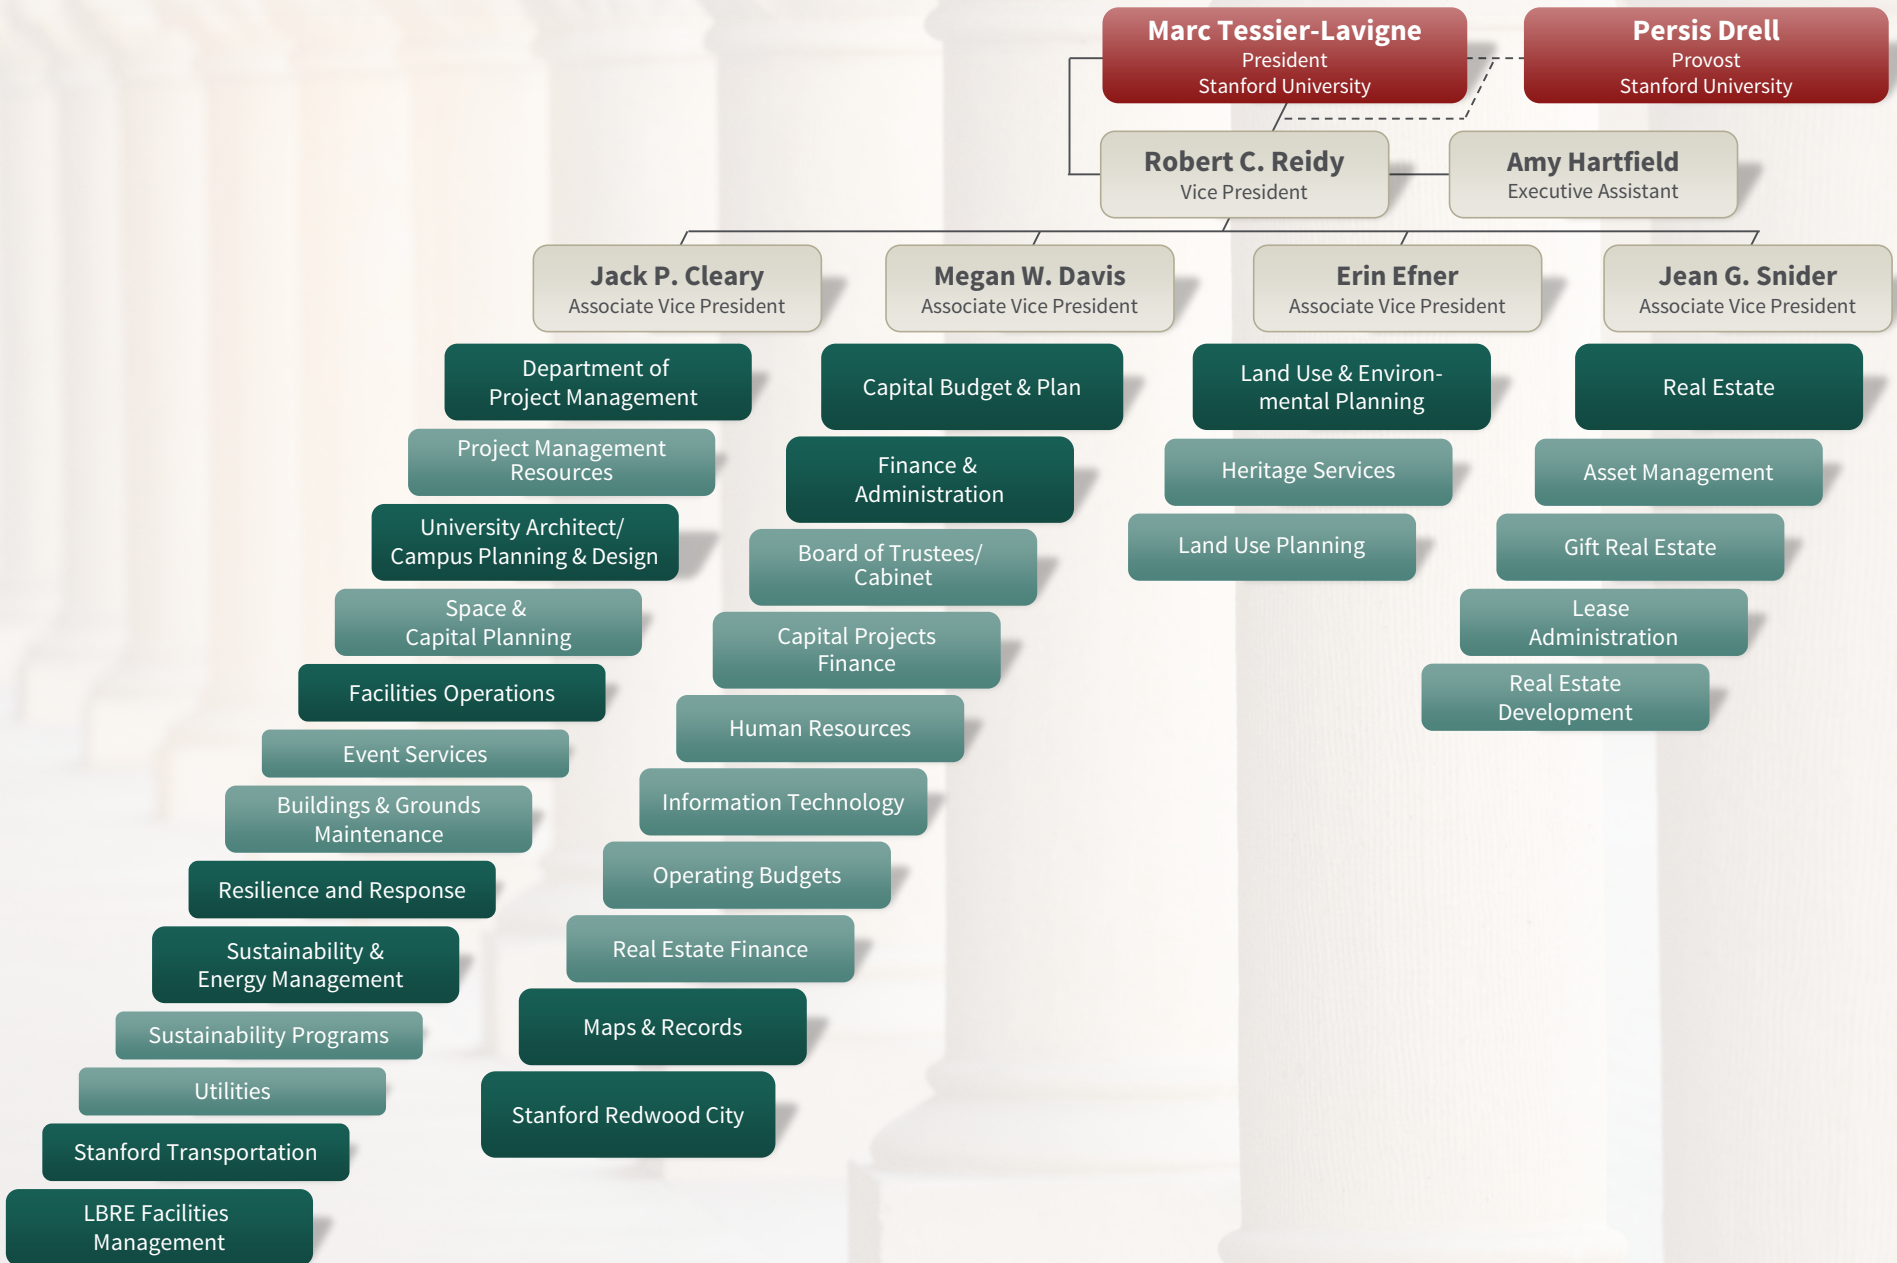 Marc Tessier-Lavigne
President
Stanford University
Persis Drell
Provost
Stanford University
Robert C. Reidy
Vice President
Amy Hartfield
Executive Assistant
Jack P. Cleary
Associate Vice President
Megan W. Davis
Associate Vice President
Erin Efner
Associate Vice President
Jean G. Snider
Associate Vice President
Department of
Project Management
Project Management
Resources
University Architect/
Campus Planning & Design
Space &
Capital Planning
Facilities Operations
Event Services
Buildings & Grounds
Maintenance
Resilience and Response
Sustainability &
Energy Management
Sustainability Programs
Utilities
Stanford Transportation
LBRE Facilities
Management
Capital Budget & Plan
Finance &
Administration
Board of Trustees/
Cabinet
Capital Projects
Finance
Human Resources
Information Technology
Operating Budgets
Real Estate Finance
Maps & Records
Stanford Redwood City
Land Use & Environ-
mental Planning
Heritage Services
Land Use Planning
Real Estate
Asset Management
Gift Real Estate
Lease
Administration
Real Estate
Development